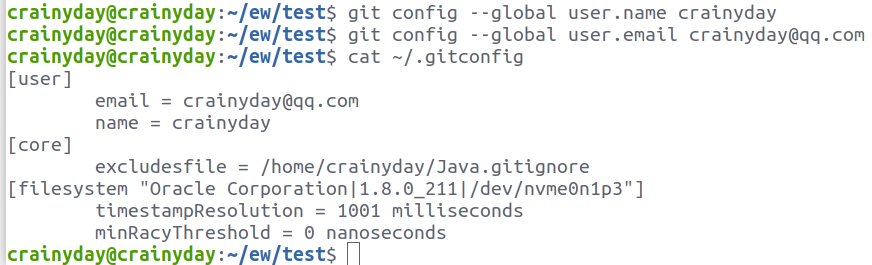 crainyday@crainyday:~/ew/test$ git config --global user.name crainyday
crainyday@crainyday:~/ew/test$ git config --global user.email crainyday@qq.com
crainyday@crainyday:~/ew/test$ cat ~/.gitconfig
[user]
        email = crainyday@qq.com
        name = crainyday
[core]
        excludesfile = /home/crainyday/Java.gitignore
[filesystem "Oracle Corporation|1.8.0_211|/dev/nvme0n1p3"]
        timestampResolution = 1001 milliseconds
        minRacyThreshold = 0 nanoseconds
crainyday@crainyday:~/ew/test$